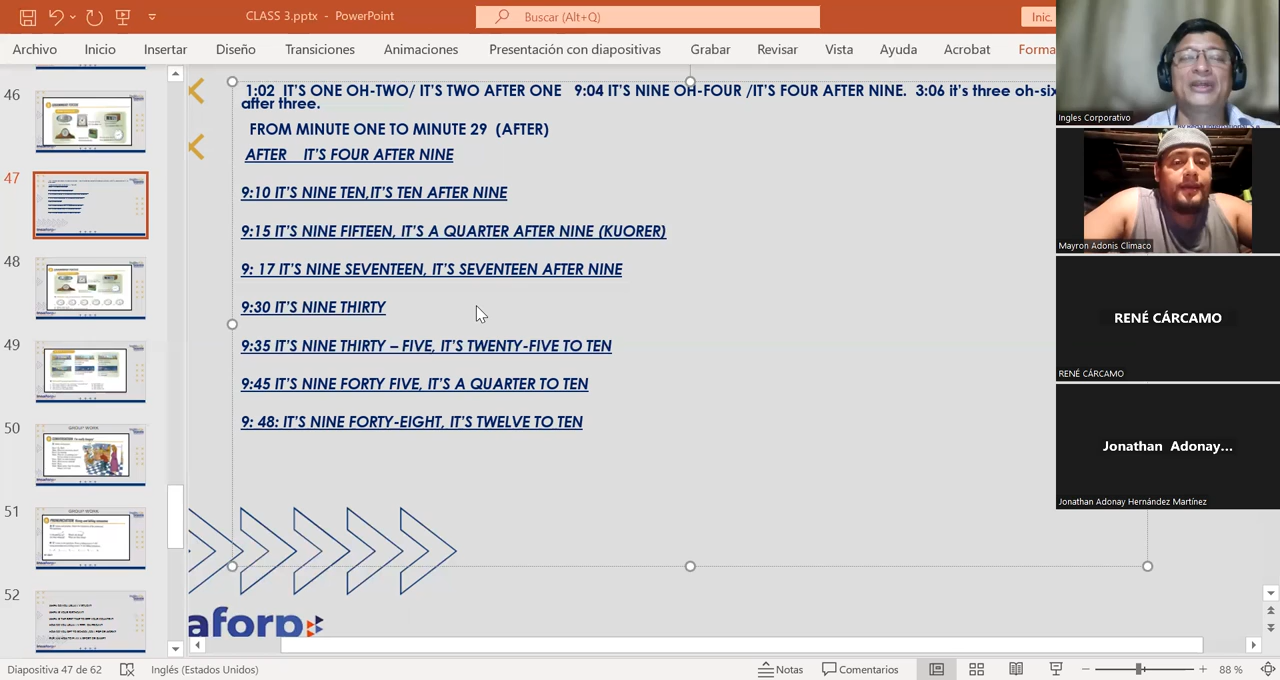 CLASS 3.pptx - PowerPoint
Buscar (Alt+Q)
Inic.
Archivo Inicio Insertar Diseño Transiciones Animaciones Presentación con diapositivas Grabar Revisar Vista Ayuda Acrobat Forma
46
47
48
49
50
51
52
GROUP WORK
GROUP WORK
1:02 IT'S ONE OH-TWO/ IT'S TWO AFTER ONE 9:04 IT'S NINE OH-FOUR /IT'S FOUR AFTER NINE. 3:06 it's three oh-six
after three.
FROM MINUTE ONE TO MINUTE 29 (AFTER)
AFTER IT'S FOUR AFTER NINE
9:10 IT'S NINE TEN,IT'S TEN AFTER NINE
9:15 IT'S NINE FIFTEEN, IT'S A QUARTER AFTER NINE (KUORER)
9: 17 IT'S NINE SEVENTEEN, IT'S SEVENTEEN AFTER NINE
9:30 IT'S NINE THIRTY
9:35 IT'S NINE THIRTY – FIVE, IT'S TWENTY-FIVE TO TEN
9:45 IT'S NINE FORTY FIVE, IT'S A QUARTER TO TEN
9: 48: IT'S NINE FORTY-EIGHT, IT'S TWELVE TO TEN
aforp
Ingles Corporativo
Mayron Adonis Climaco
RENÉ CÁRCAMO
RENÉ CÁRCAMO
Jonathan Adonay...
Jonathan Adonay Hernández Martínez
Diapositiva 47 de 62
Inglés (Estados Unidos)
Notas
Comentarios
88 %